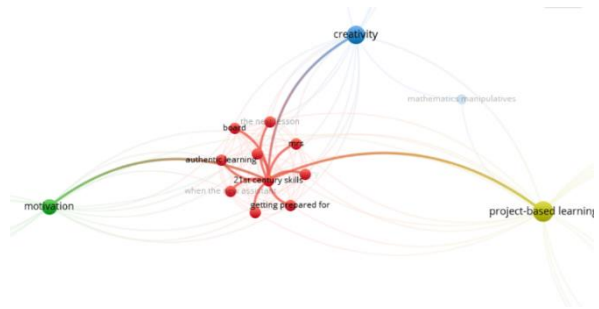 creativity
mathematics manipulatives
the new lesson
board
mrs
authentic learning
21st century skills
when the
getting prepared for
motivation
project-based learning